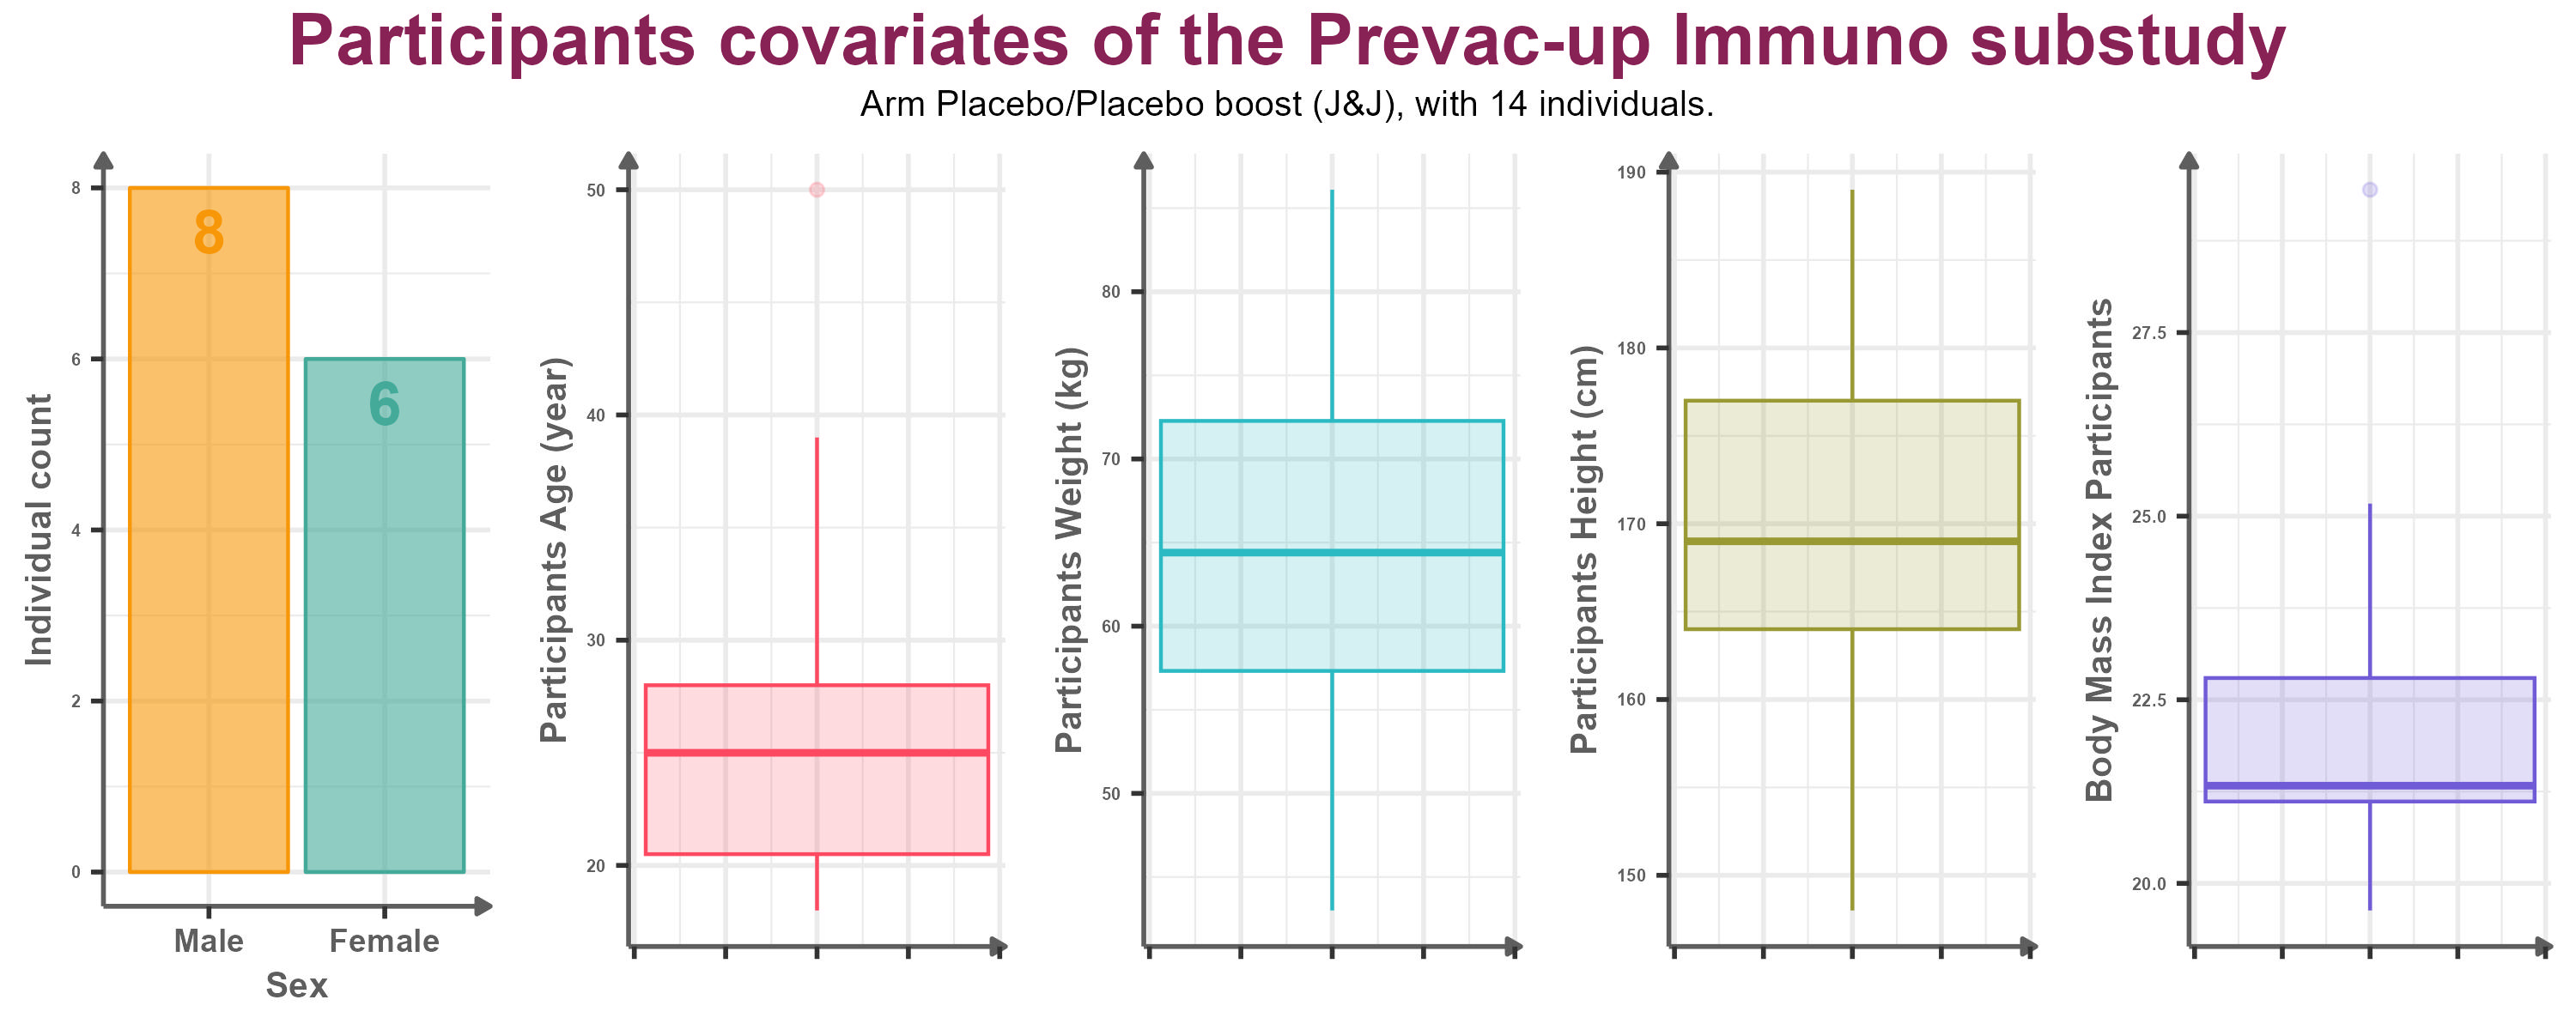 Participants covariates of the Prevac-up Immuno substudy
Arm Placebo/Placebo boost (J&J), with 14 individuals.
Individual count
8
6
4
2
0
8
6
Male
Female
Sex
Participants Age (year)
50
40
30
20
Participants Weight (kg)
80
70
60
50
Participants Height (cm)
190
180
170
160
150
Body Mass Index Participants
27.5
25.0
22.5
20.0